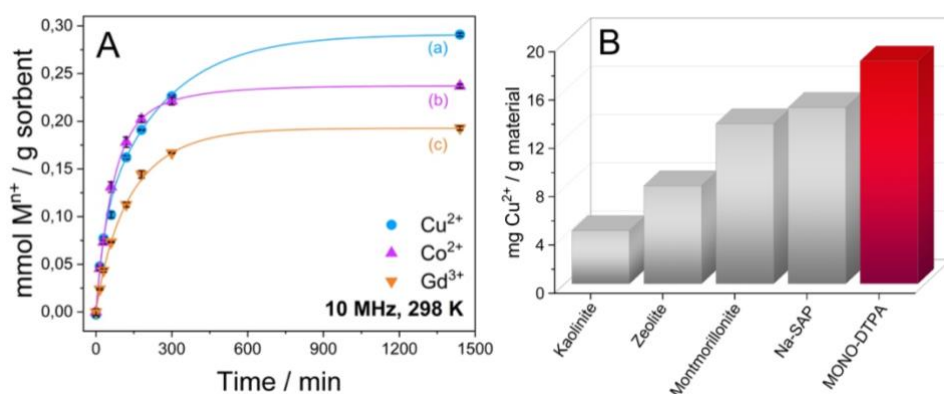 A
mmol Mⁿ⁺ / g sorbent
0,30
0,25
0,20
0,15
0,10
0,05
0,00
(a)
(b)
(c)
Cu²⁺
Co²⁺
Gd³⁺
10 MHz, 298 K
0 300 600 900 1200 1500
Time / min
B
mg Cu²⁺ / g material
20
16
12
8
4
0
Kaolinite
Zeolite
Montmorillonite
Na-SAP
MONO-DTPA